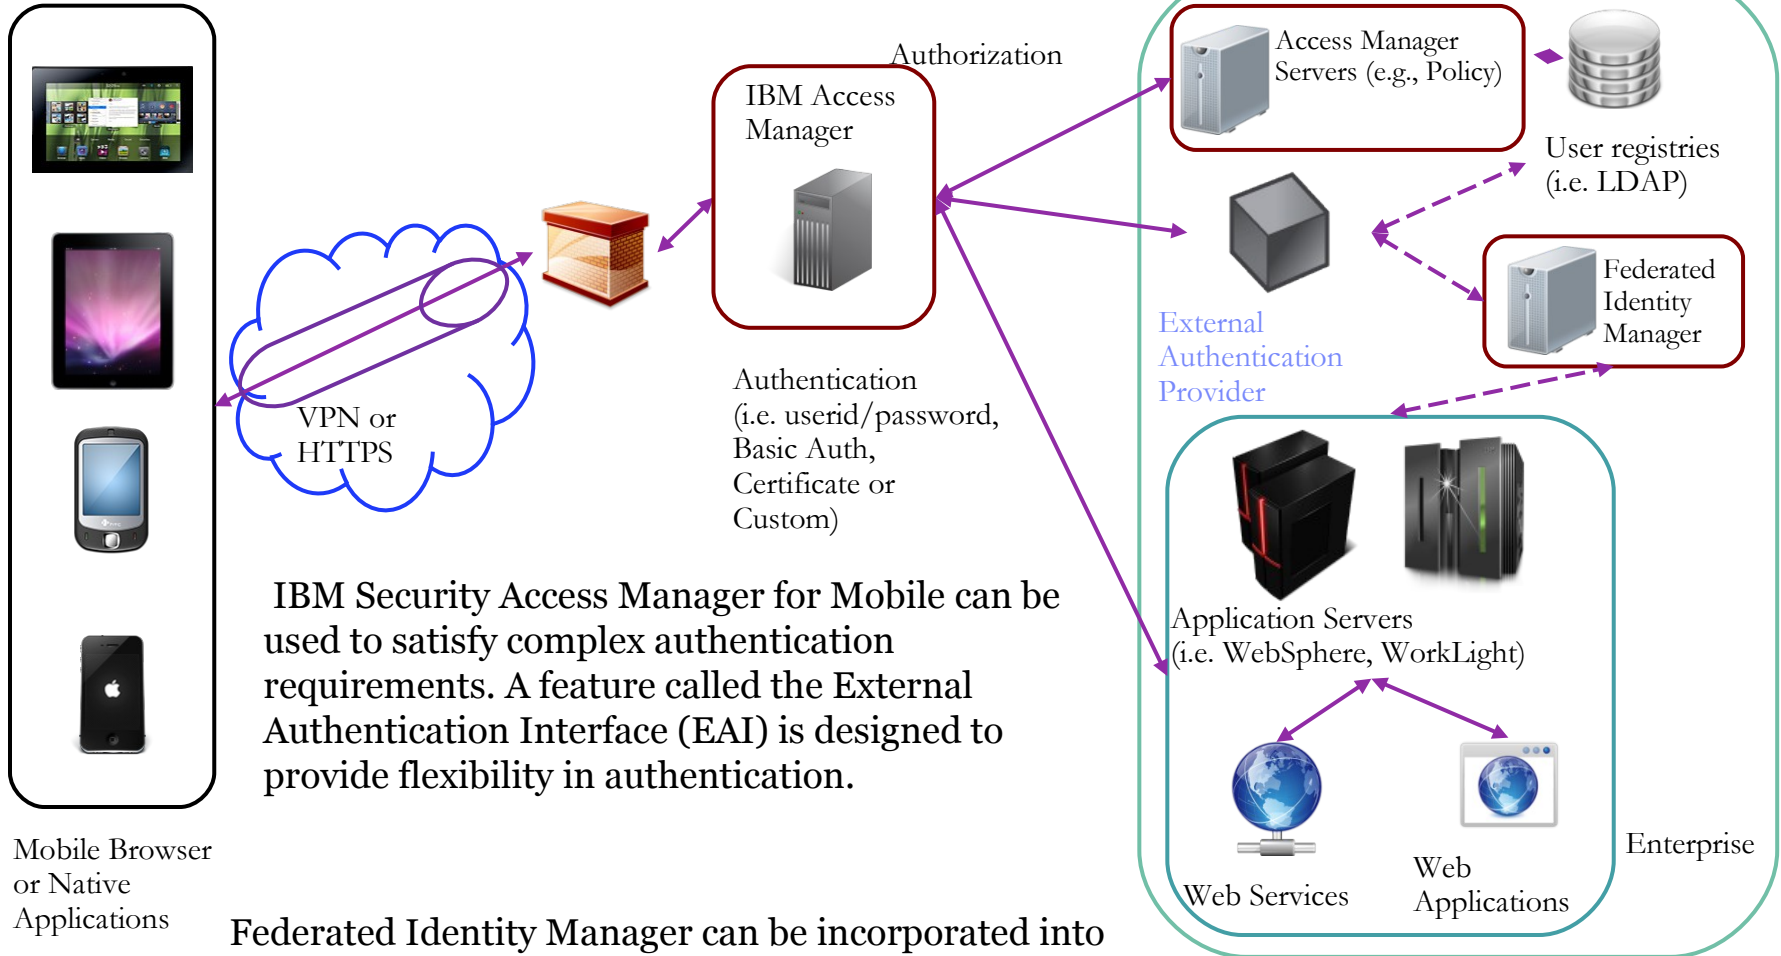 Authorization
IBM Access
Manager
Access Manager
Servers (e.g., Policy)
User registries
(i.e. LDAP)
Federated
Identity
Manager
External
Authentication
Provider
VPN or
HTTPS
Authentication
(i.e. userid/password,
Basic Auth,
Certificate or
Custom)
IBM Security Access Manager for Mobile can be
used to satisfy complex authentication
requirements. A feature called the External
Authentication Interface (EAI) is designed to
provide flexibility in authentication.
Application Servers
(i.e. WebSphere, WorkLight)
Web Services
Web
Applications
Enterprise
Mobile Browser
or Native
Applications
Federated Identity Manager can be incorporated into